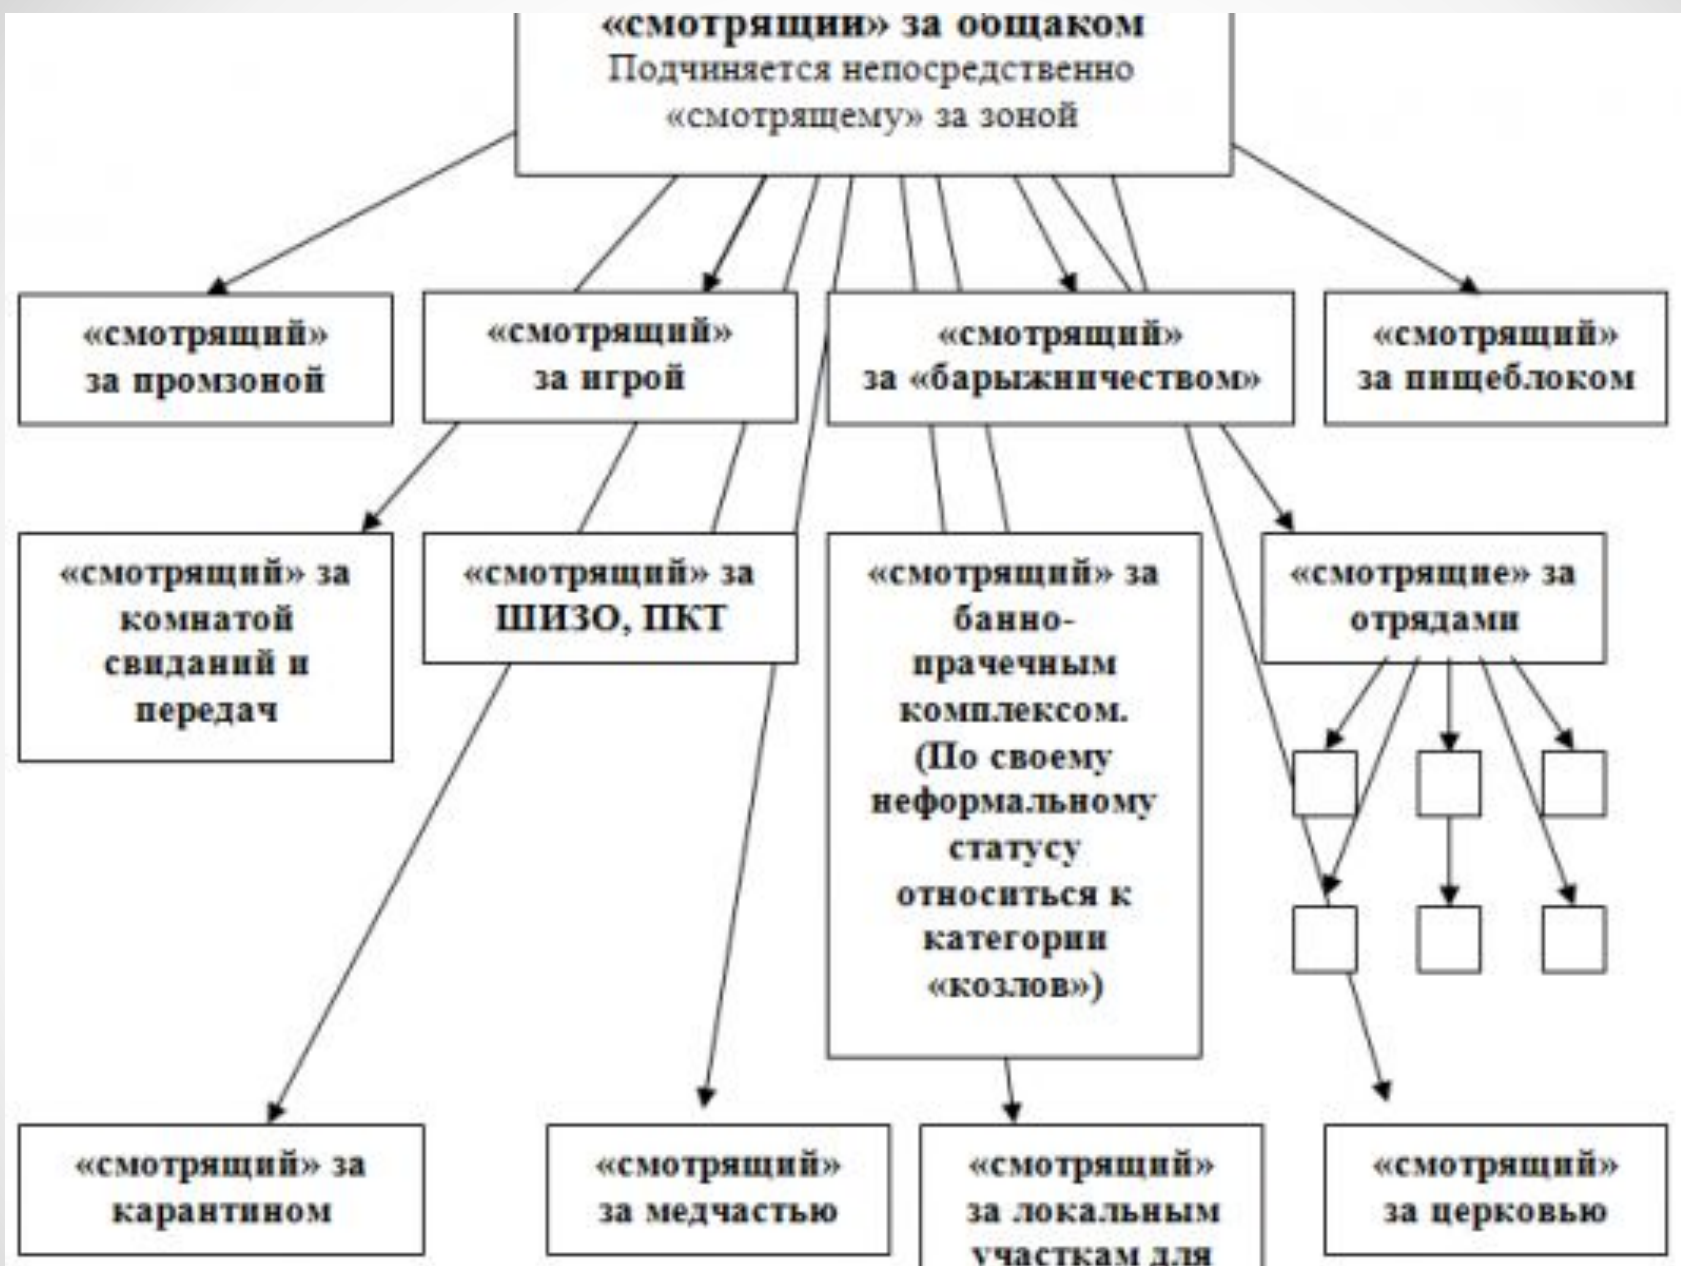 «смотрящий» за общаком
Подчиняется непосредственно
«смотрящему» за зоной
«смотрящий»
за промзоной
«смотрящий»
за игрой
«смотрящий»
за «барыжничеством»
«смотрящий»
за пищеблоком
«смотрящий» за
комнатой
свиданий и
передач
«смотрящий» за
ШИЗО, ПКТ
«смотрящий» за
банно-
прачечным
комплексом.
(По своему
неформальному
статусу
относиться к
категории
«козлов»)
«смотрящие» за
отрядами
«смотрящий» за
карантином
«смотрящий»
за медчастью
«смотрящий»
за локальным
участкам для
«смотрящий»
за церковью